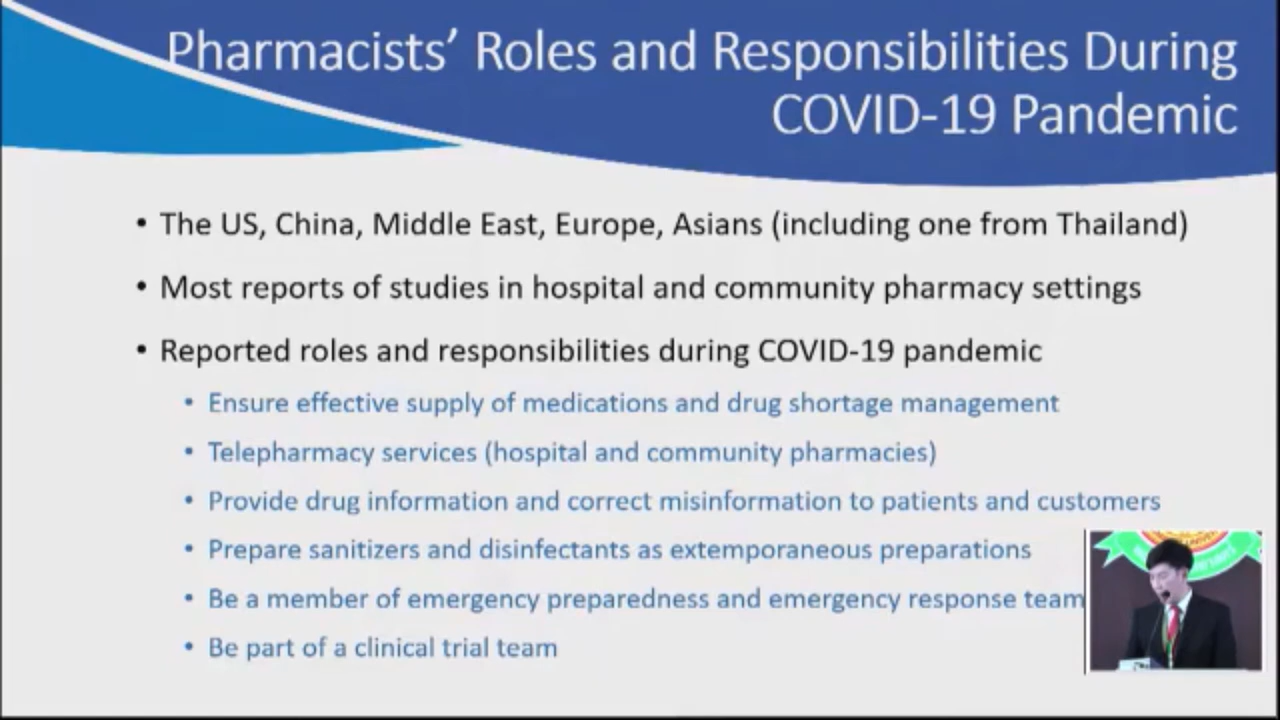 Pharmacists’ Roles and Responsibilities During
COVID-19 Pandemic
• The US, China, Middle East, Europe, Asians (including one from Thailand)
• Most reports of studies in hospital and community pharmacy settings
• Reported roles and responsibilities during COVID-19 pandemic
• Ensure effective supply of medications and drug shortage management
• Telepharmacy services (hospital and community pharmacies)
• Provide drug information and correct misinformation to patients and customers
• Prepare sanitizers and disinfectants as extemporaneous preparations
• Be a member of emergency preparedness and emergency response team
• Be part of a clinical trial team